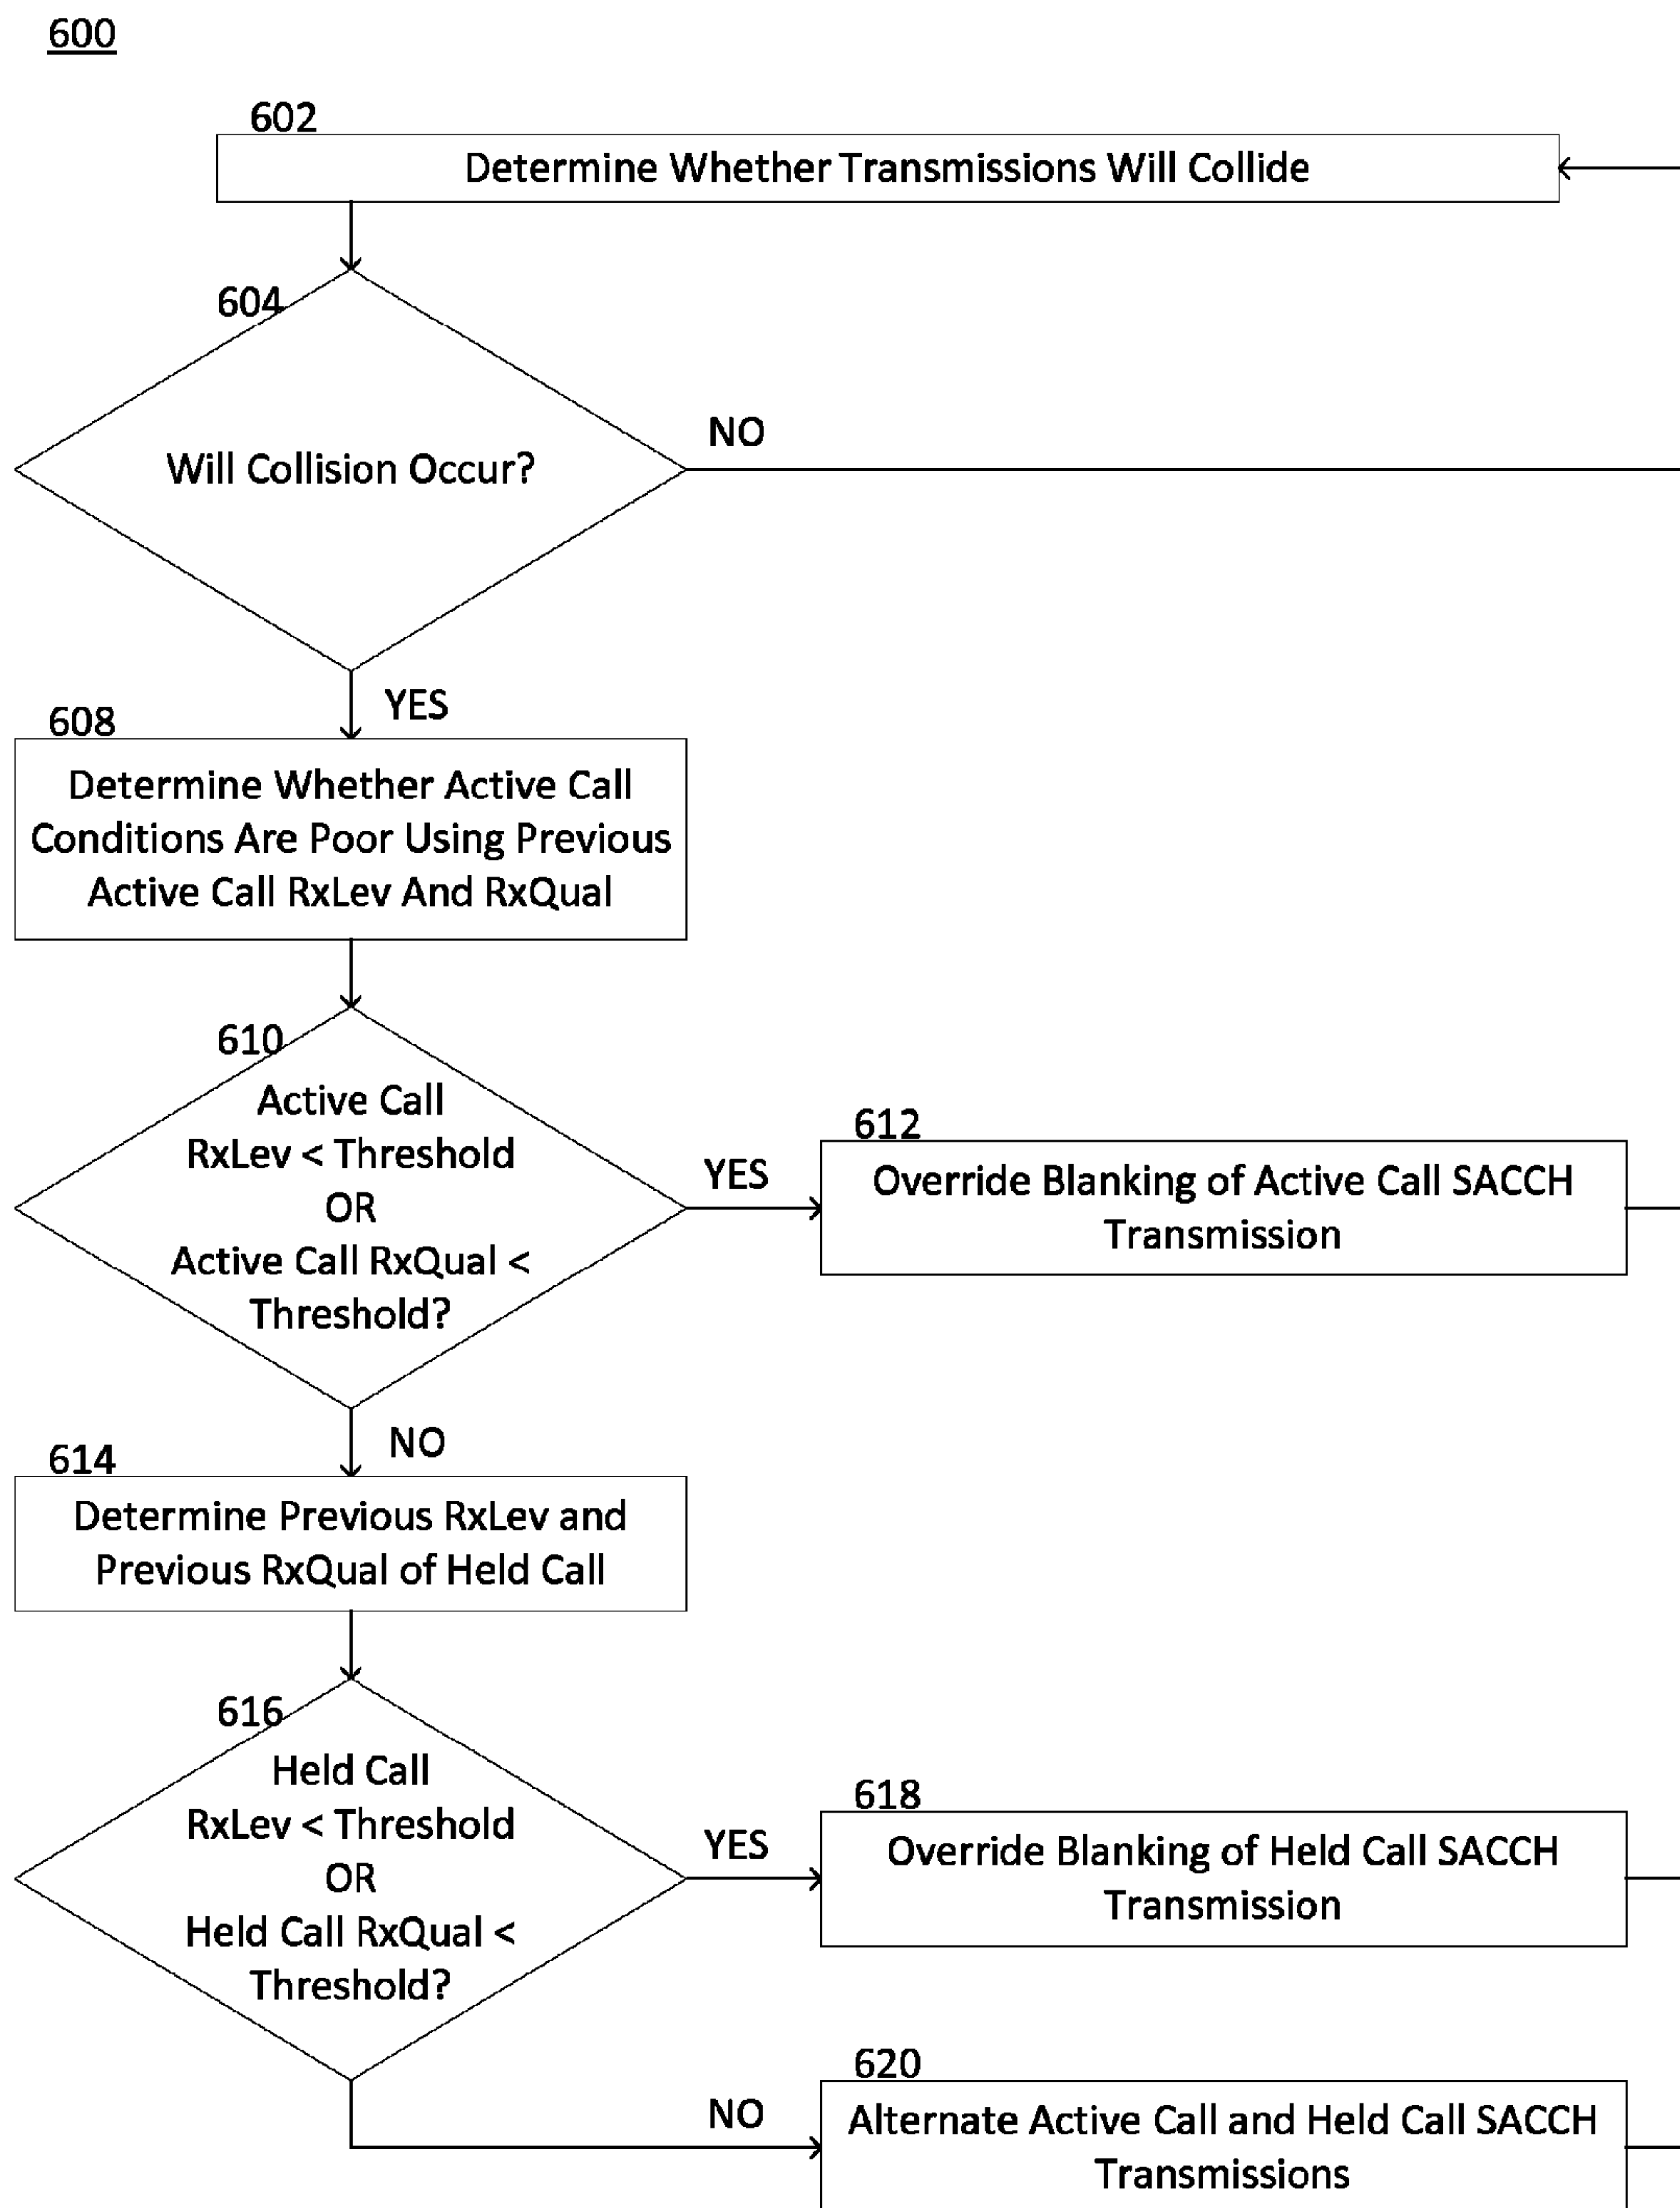 600
602
Determine Whether Transmissions Will Collide
604
Will Collision Occur?
NO
YES
608
Determine Whether Active Call
Conditions Are Poor Using Previous
Active Call RxLev And RxQual
610
Active Call
RxLev < Threshold
OR
Active Call RxQual <
Threshold?
YES
612
Override Blanking of Active Call SACCH
Transmission
NO
614
Determine Previous RxLev and
Previous RxQual of Held Call
616
Held Call
RxLev < Threshold
OR
Held Call RxQual <
Threshold?
YES
618
Override Blanking of Held Call SACCH
Transmission
NO
620
Alternate Active Call and Held Call SACCH
Transmissions